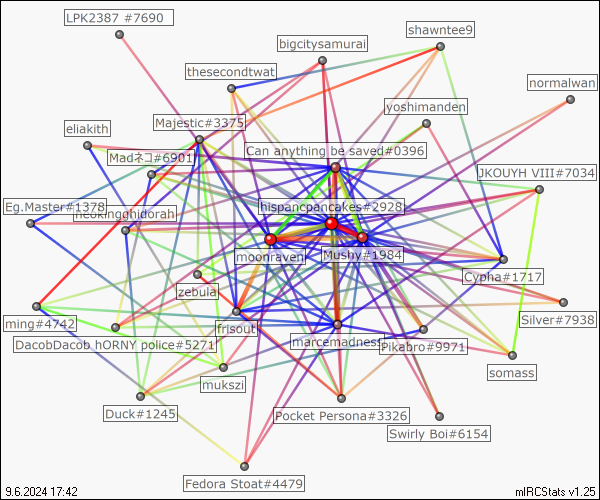 LPK2387 #7690
shawntee9
bigcitysamurai
thesecondtwat
normalwan
yoshimanden
Majestic#3375
eliakith
Can anything be saved#0396
Madネコ#6901
JKOUYH VIII#7034
Eg.Master#1378
neokingghidorah
hispancpancakes#2928
moonraven
Mushy#1984
Cypha#1717
zebula
Silver#7938
ming#4742
frisout
DacobDacob hORNY police#5271
marcemadness
Pikabro#9971
somass
mukszi
Duck#1245
Pocket Persona#3326
Swirly Boi#6154
Fedora Stoat#4479
9.6.2024 17:42
mIRCStats v1.25